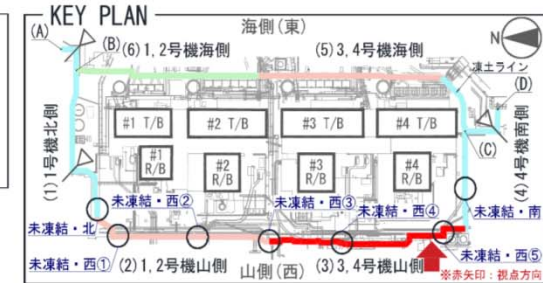 KEY PLAN
海側(東)
N
(A)
(B)
(6)1,2号機海側
(5)3,4号機海側
凍土ライン
(D)
(1)1号機北側
#1 T/B
#2 T/B
#3 T/B
#4 T/B
(C)
(4)4号機南側
#1
R/B
#2
R/B
#3
R/B
#4
R/B
未凍結・西②
未凍結・西③
未凍結・西④
未凍結・北
未凍結・南
未凍結・西①
(2)1,2号機山側
山側(西)
(3)3,4号機山側
未凍結・西⑤
※赤矢印：視点方向